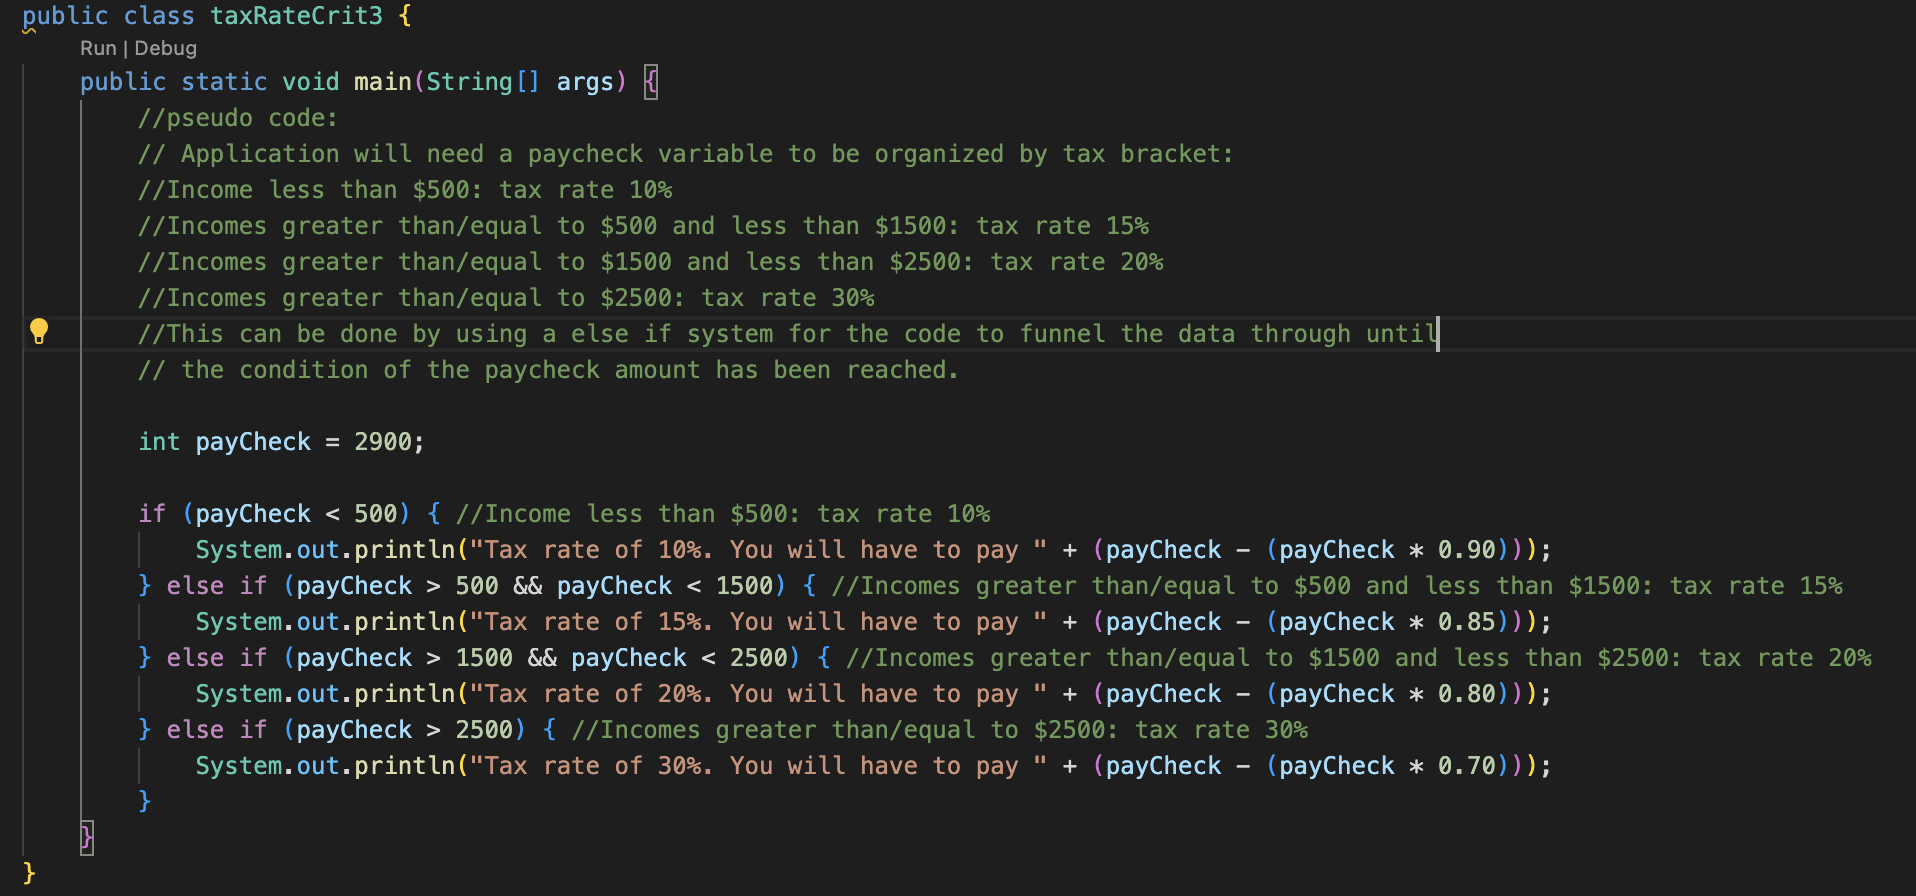 public class taxRateCrit3 {
Run | Debug
public static void main(String[] args) {
//pseudo code:
// Application will need a paycheck variable to be organized by tax bracket:
//Income less than $500: tax rate 10%
//Incomes greater than/equal to $500 and less than $1500: tax rate 15%
//Incomes greater than/equal to $1500 and less than $2500: tax rate 20%
//Incomes greater than/equal to $2500: tax rate 30%
//This can be done by using a else if system for the code to funnel the data through until
// the condition of the paycheck amount has been reached.
int payCheck = 2900;
if (payCheck < 500) { //Income less than $500: tax rate 10%
System.out.println("Tax rate of 10%. You will have to pay " + (payCheck - (payCheck * 0.90)));
} else if (payCheck > 500 && payCheck < 1500) { //Incomes greater than/equal to $500 and less than $1500: tax rate 15%
System.out.println("Tax rate of 15%. You will have to pay " + (payCheck - (payCheck * 0.85)));
} else if (payCheck > 1500 && payCheck < 2500) { //Incomes greater than/equal to $1500 and less than $2500: tax rate 20%
System.out.println("Tax rate of 20%. You will have to pay " + (payCheck - (payCheck * 0.80)));
} else if (payCheck > 2500) { //Incomes greater than/equal to $2500: tax rate 30%
System.out.println("Tax rate of 30%. You will have to pay " + (payCheck - (payCheck * 0.70)));
}
}
}